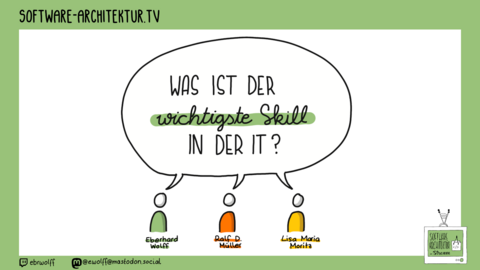 SOFTWARE-ARCHITEKTUR.TV
WAS IST DER
wichtigste Skill
IN DER IT?
Eberhard
Wolff
Ralf D.
Müller
Lisa Maria
Moritz
SOFTWARE
ARCHITEKTUR
im Stream
ebrwolff
@ewolff@mastodon.social